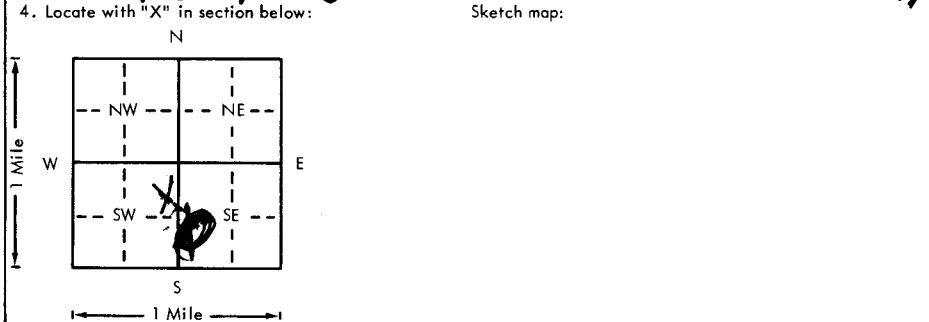 4. Locate with "X" in section below:
Sketch map:
N
NW NE
1 Mile
W E
X
SW SE
S
1 Mile